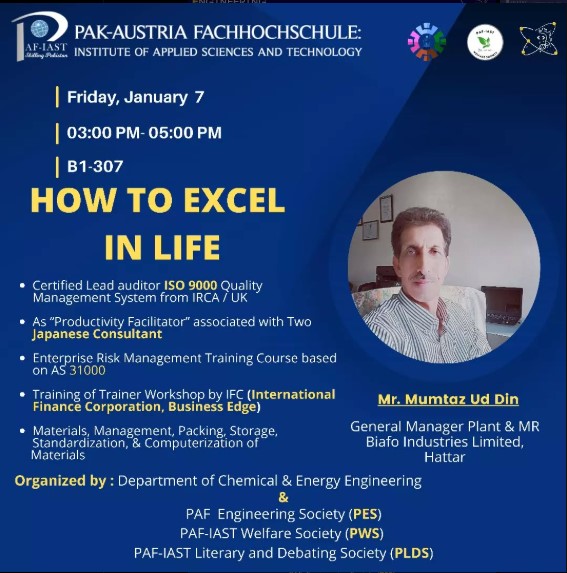 PAF-IAST
Skilling Pakistan
PAK-AUSTRIA FACHHOCHSCHULE:
INSTITUTE OF APPLIED SCIENCES AND TECHNOLOGY
PAF-IAST
Friday, January 7
03:00 PM- 05:00 PM
B1-307
HOW TO EXCEL
IN LIFE
• Certified Lead auditor ISO 9000 Quality
Management System from IRCA / UK
• As “Productivity Facilitator” associated with Two
Japanese Consultant
• Enterprise Risk Management Training Course based
on AS 31000
• Training of Trainer Workshop by IFC (International
Finance Corporation, Business Edge)
• Materials, Management, Packing, Storage,
Standardization, & Computerization of
Materials
Mr. Mumtaz Ud Din
General Manager Plant & MR
Biafo Industries Limited,
Hattar
Organized by : Department of Chemical & Energy Engineering
&
PAF Engineering Society (PES)
PAF-IAST Welfare Society (PWS)
PAF-IAST Literary and Debating Society (PLDS)